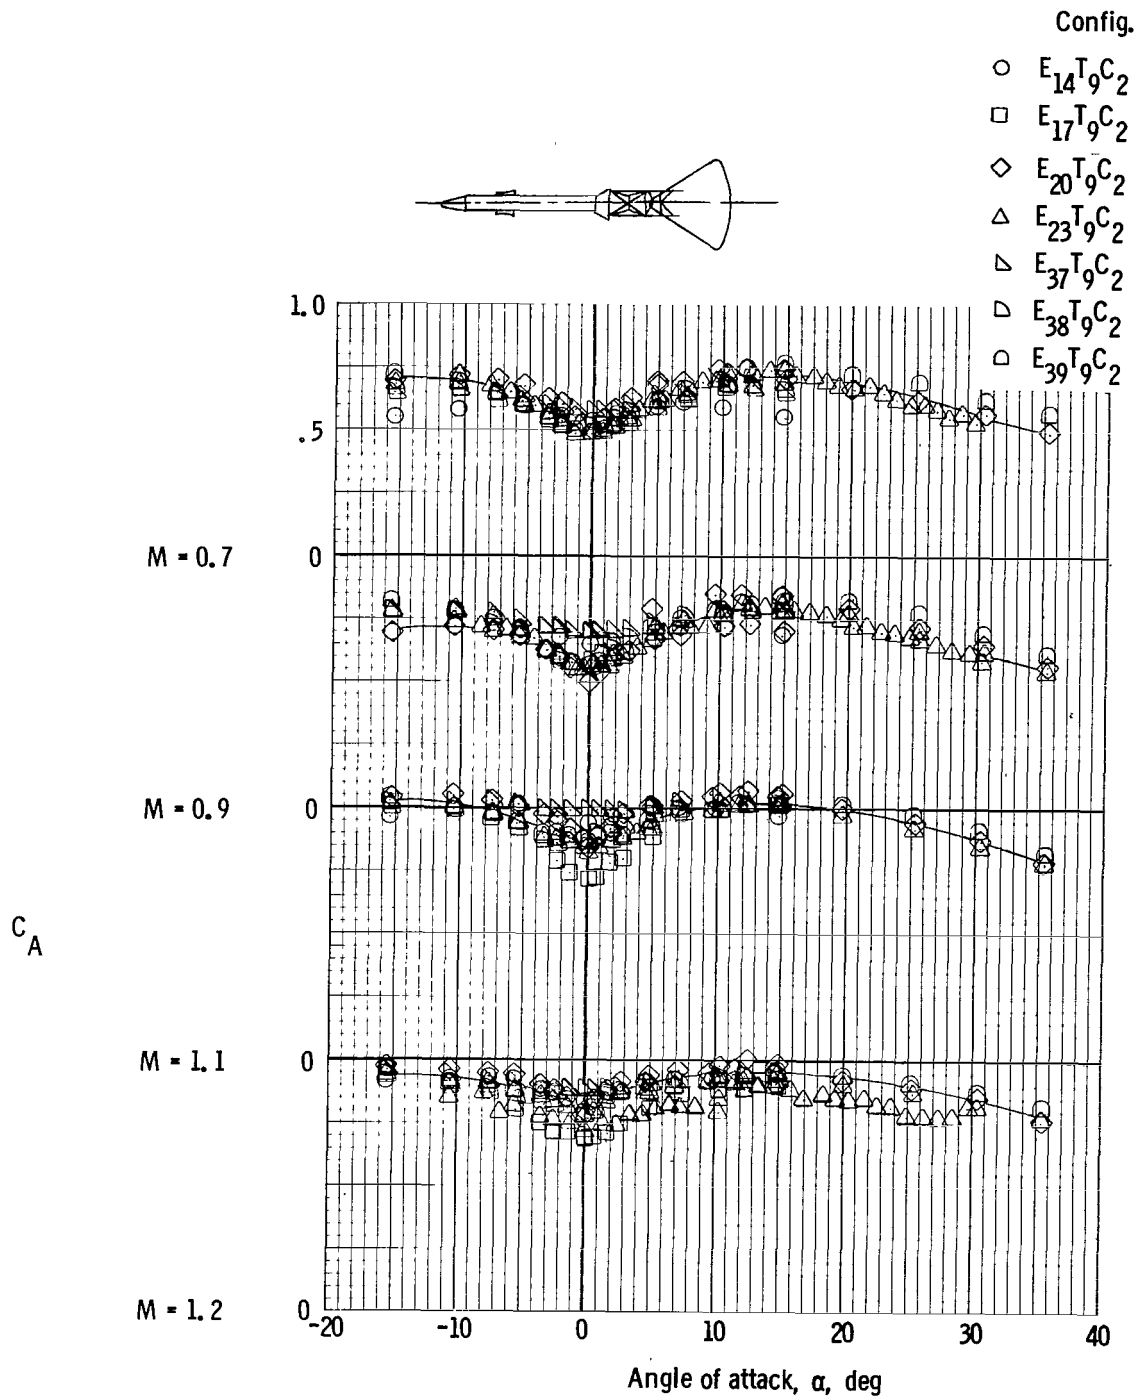 Config.
E14T9C2
E17T9C2
E20T9C2
E23T9C2
E37T9C2
E38T9C2
E39T9C2
1.0
.5
M = 0.7 0
M = 0.9 0
CA
M = 1.1 0
M = 1.2 0
-20 -10 0 10 20 30 40
Angle of attack, α, deg